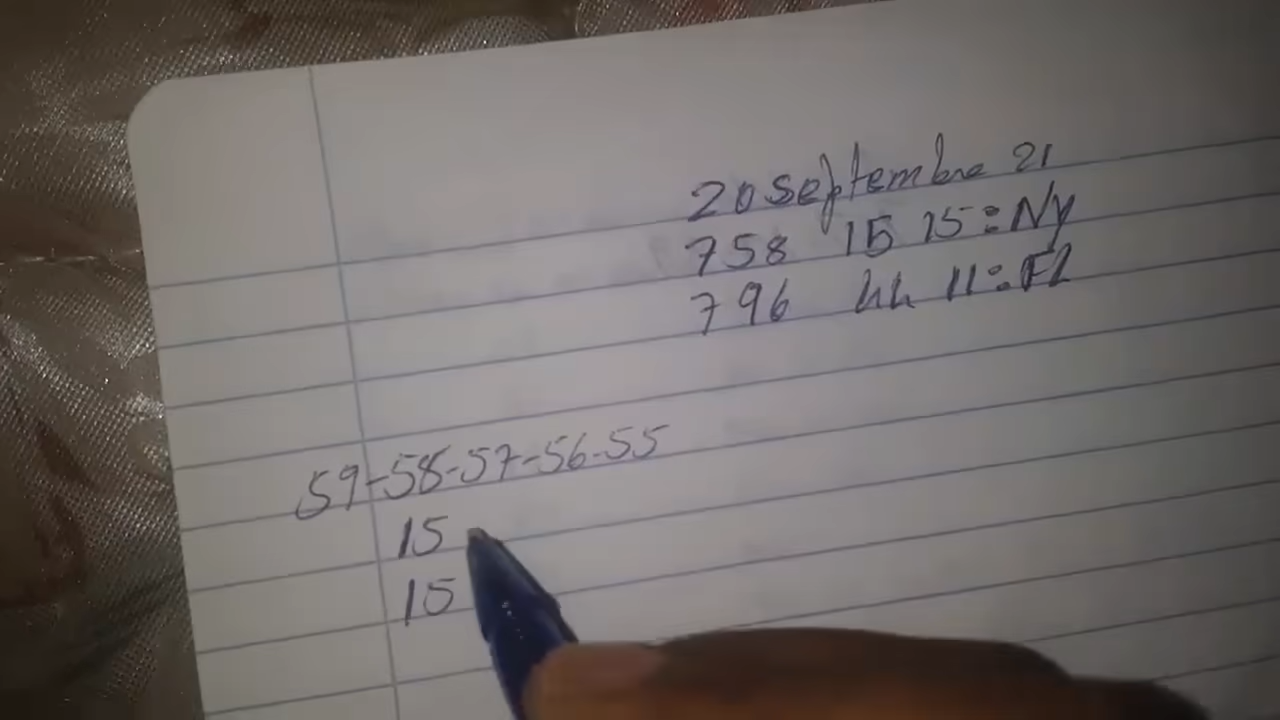 20 septembre 21
758 15 15:Ny
796 44 11:Fl
59-58-57-56-55
15
15